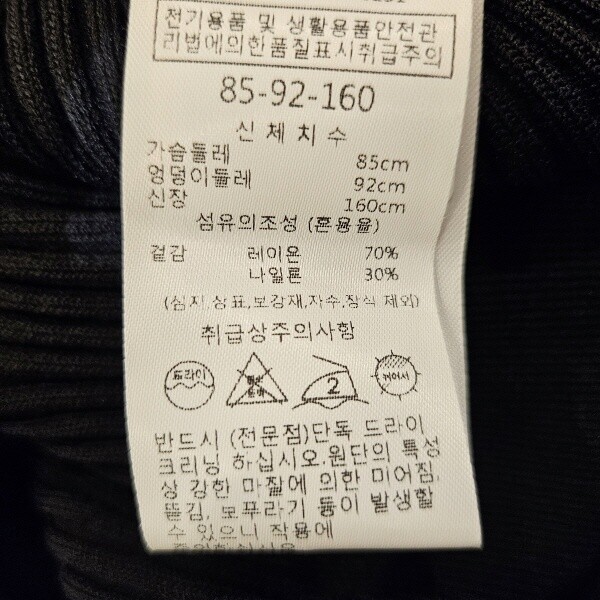 전기용품 및 생활용품안전관
리법에의한품질표시취급주의
85-92-160
신 체 치 수
가슴둘레 85cm
엉덩이둘레 92cm
신장 160cm
섬유의조성 (혼용율)
겉감 레이온 70%
나일론 30%
(심지,상표,보강재,자수,장식 제외)
취급상주의사항
드라이
2
뉘어서
반드시 (전문점)단독 드라이
크리닝 하십시오.원단의 특성
상 강한 마찰에 의한 미어짐,
뜯김, 보푸라기 등이 발생할
수 있으니 착용에